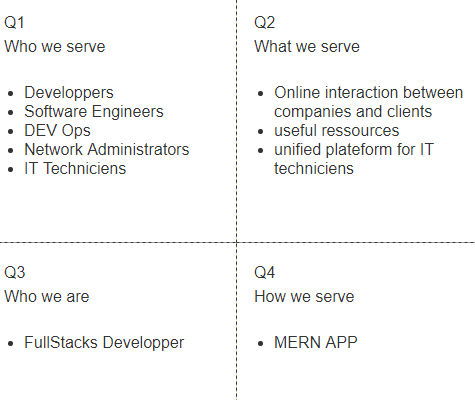 Q1
Who we serve
• Developpers
• Software Engineers
• DEV Ops
• Network Administrators
• IT Techniciens
Q2
What we serve
• Online interaction between
companies and clients
• useful ressources
• unified plateform for IT
techniciens
Q3
Who we are
• FullStacks Developper
Q4
How we serve
• MERN APP